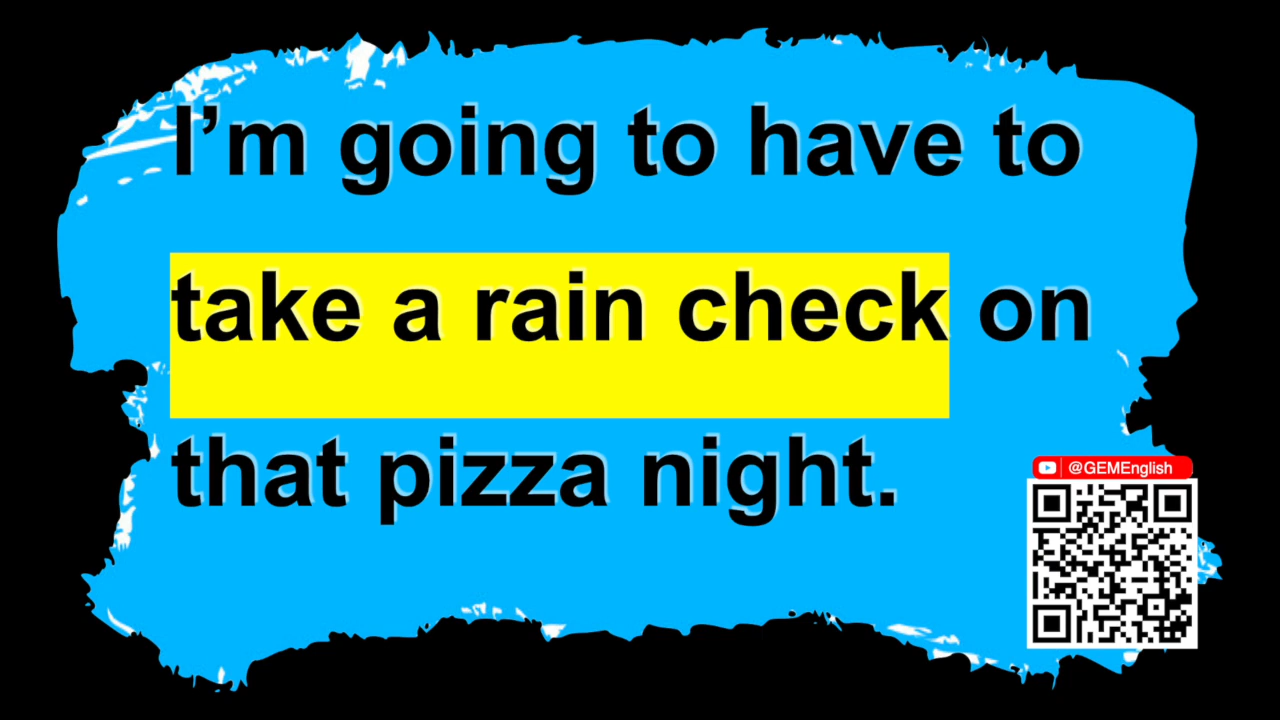 I’m going to have to
take a rain check on
that pizza night.
@GEMEnglish